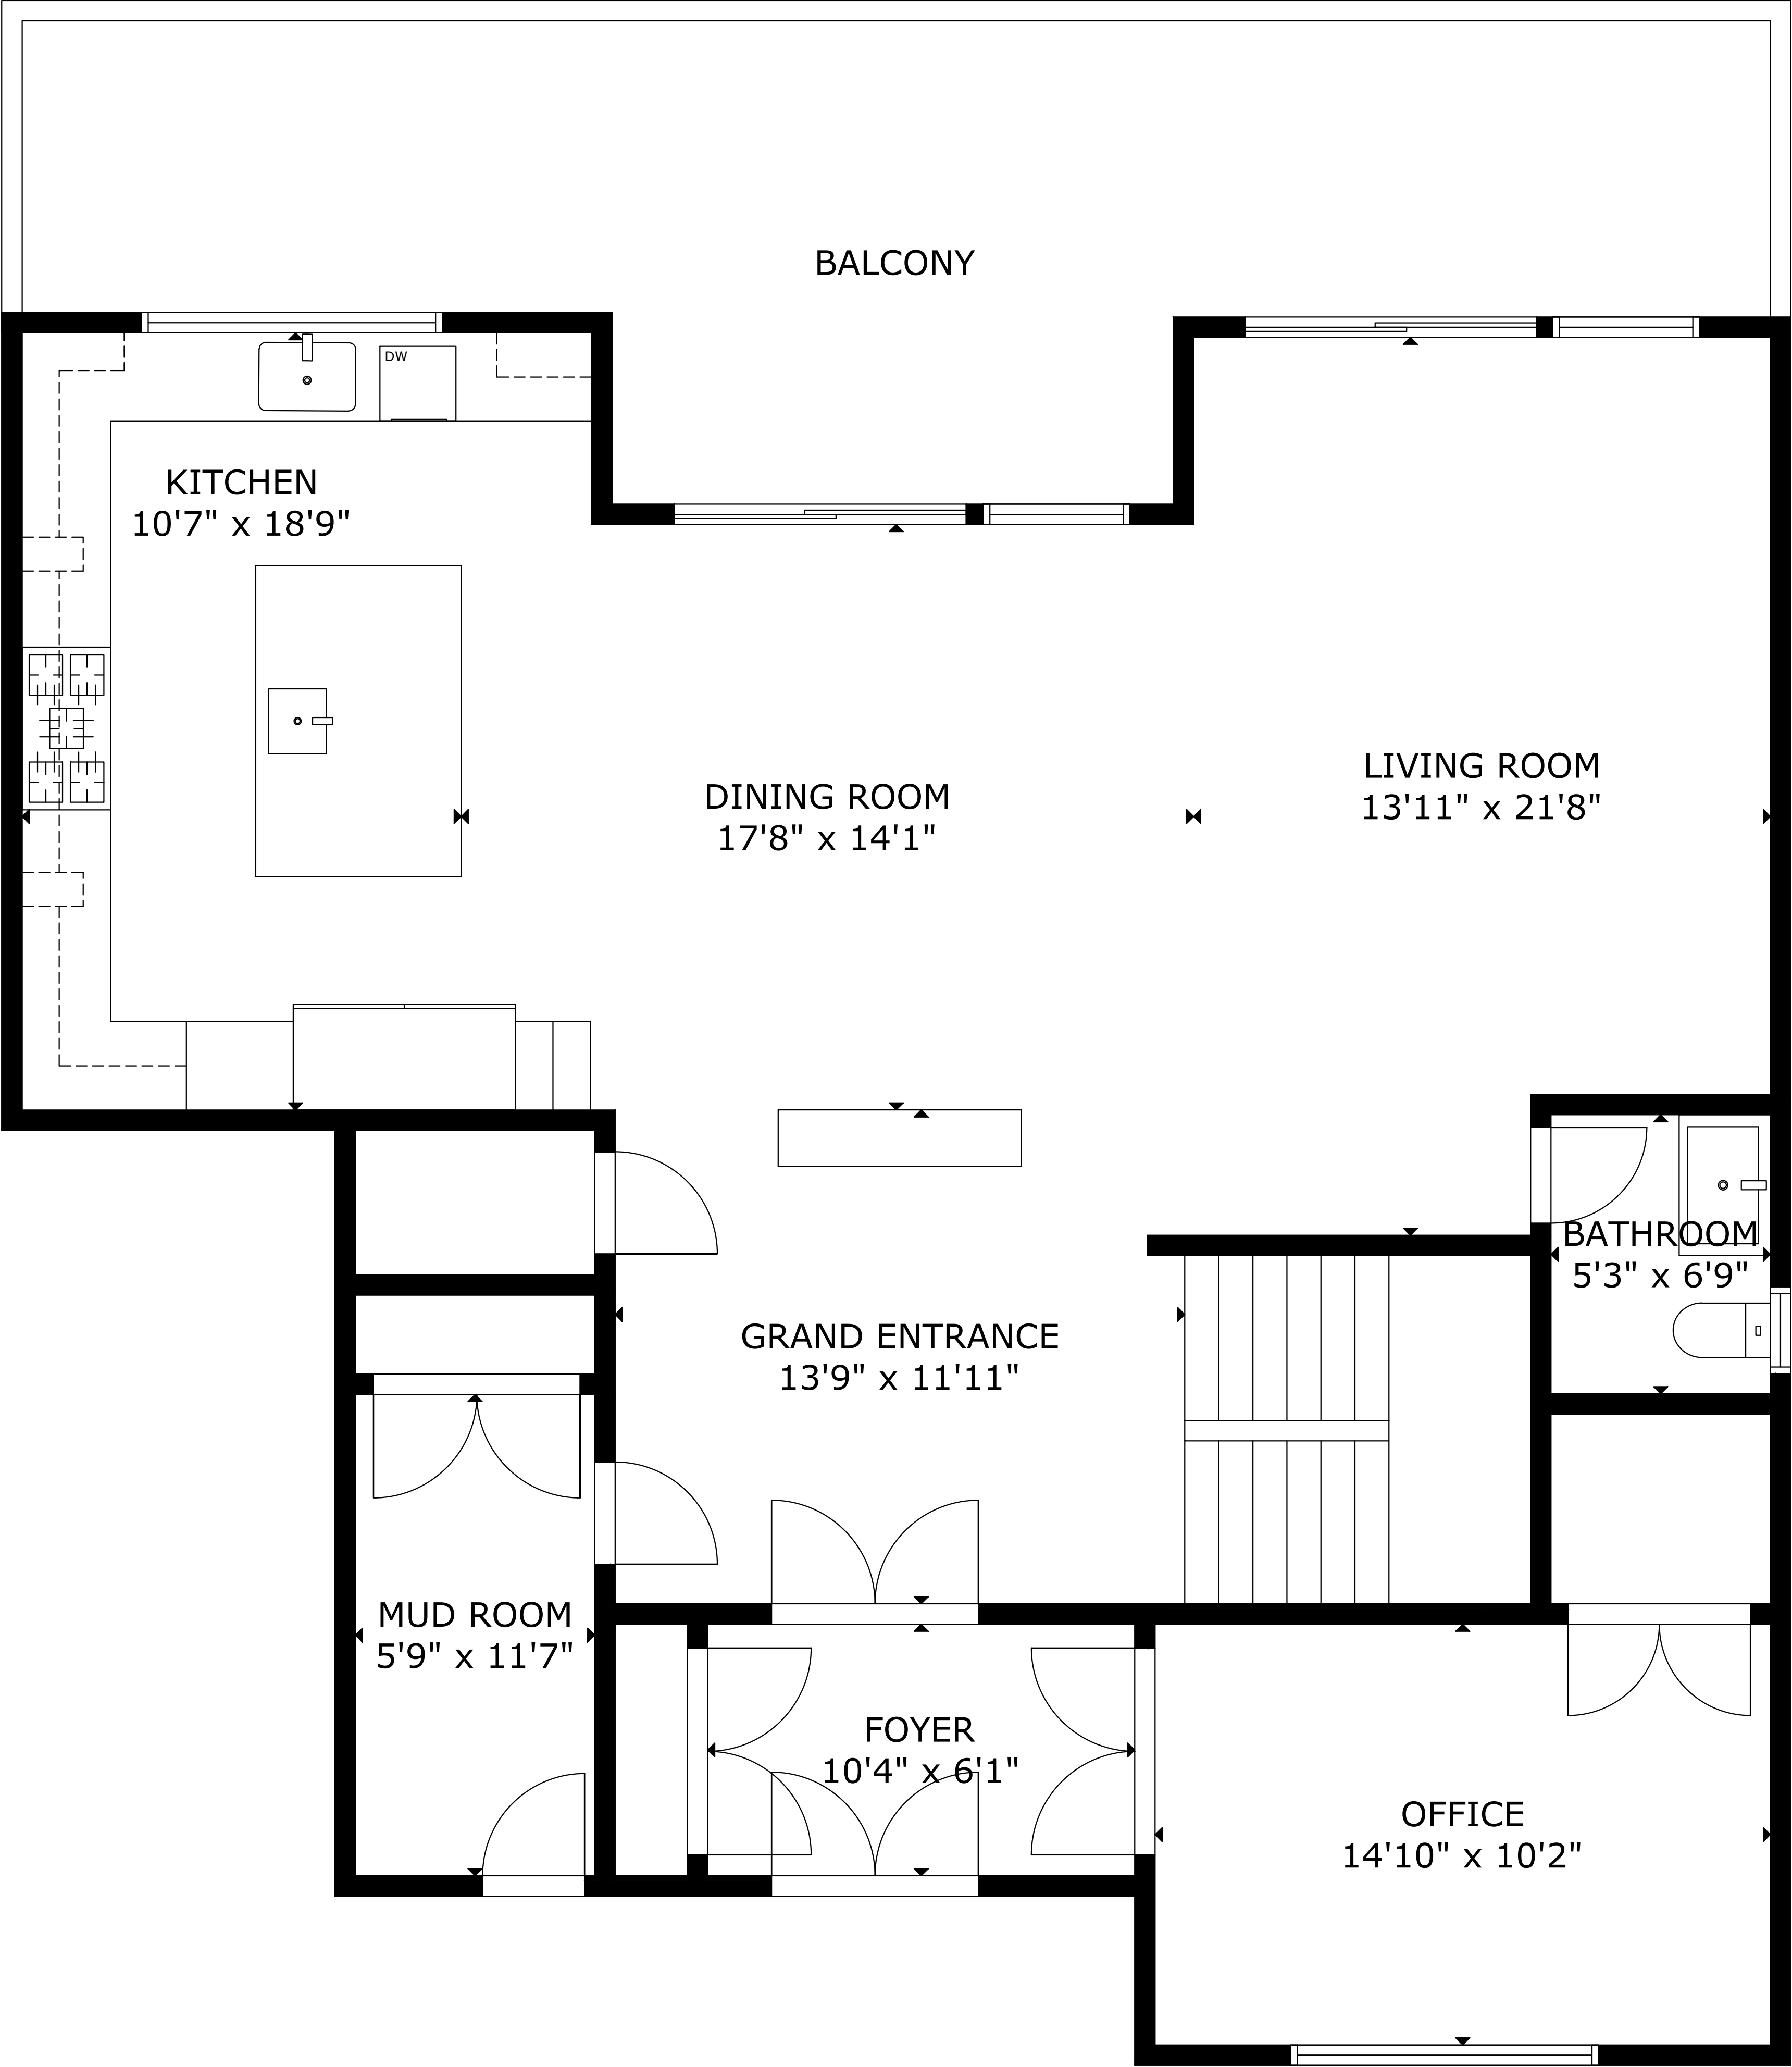 BALCONY
DW
KITCHEN
10'7" x 18'9"
DINING ROOM
17'8" x 14'1"
LIVING ROOM
13'11" x 21'8"
BATHROOM
5'3" x 6'9"
GRAND ENTRANCE
13'9" x 11'11"
MUD ROOM
5'9" x 11'7"
FOYER
10'4" x 6'1"
OFFICE
14'10" x 10'2"